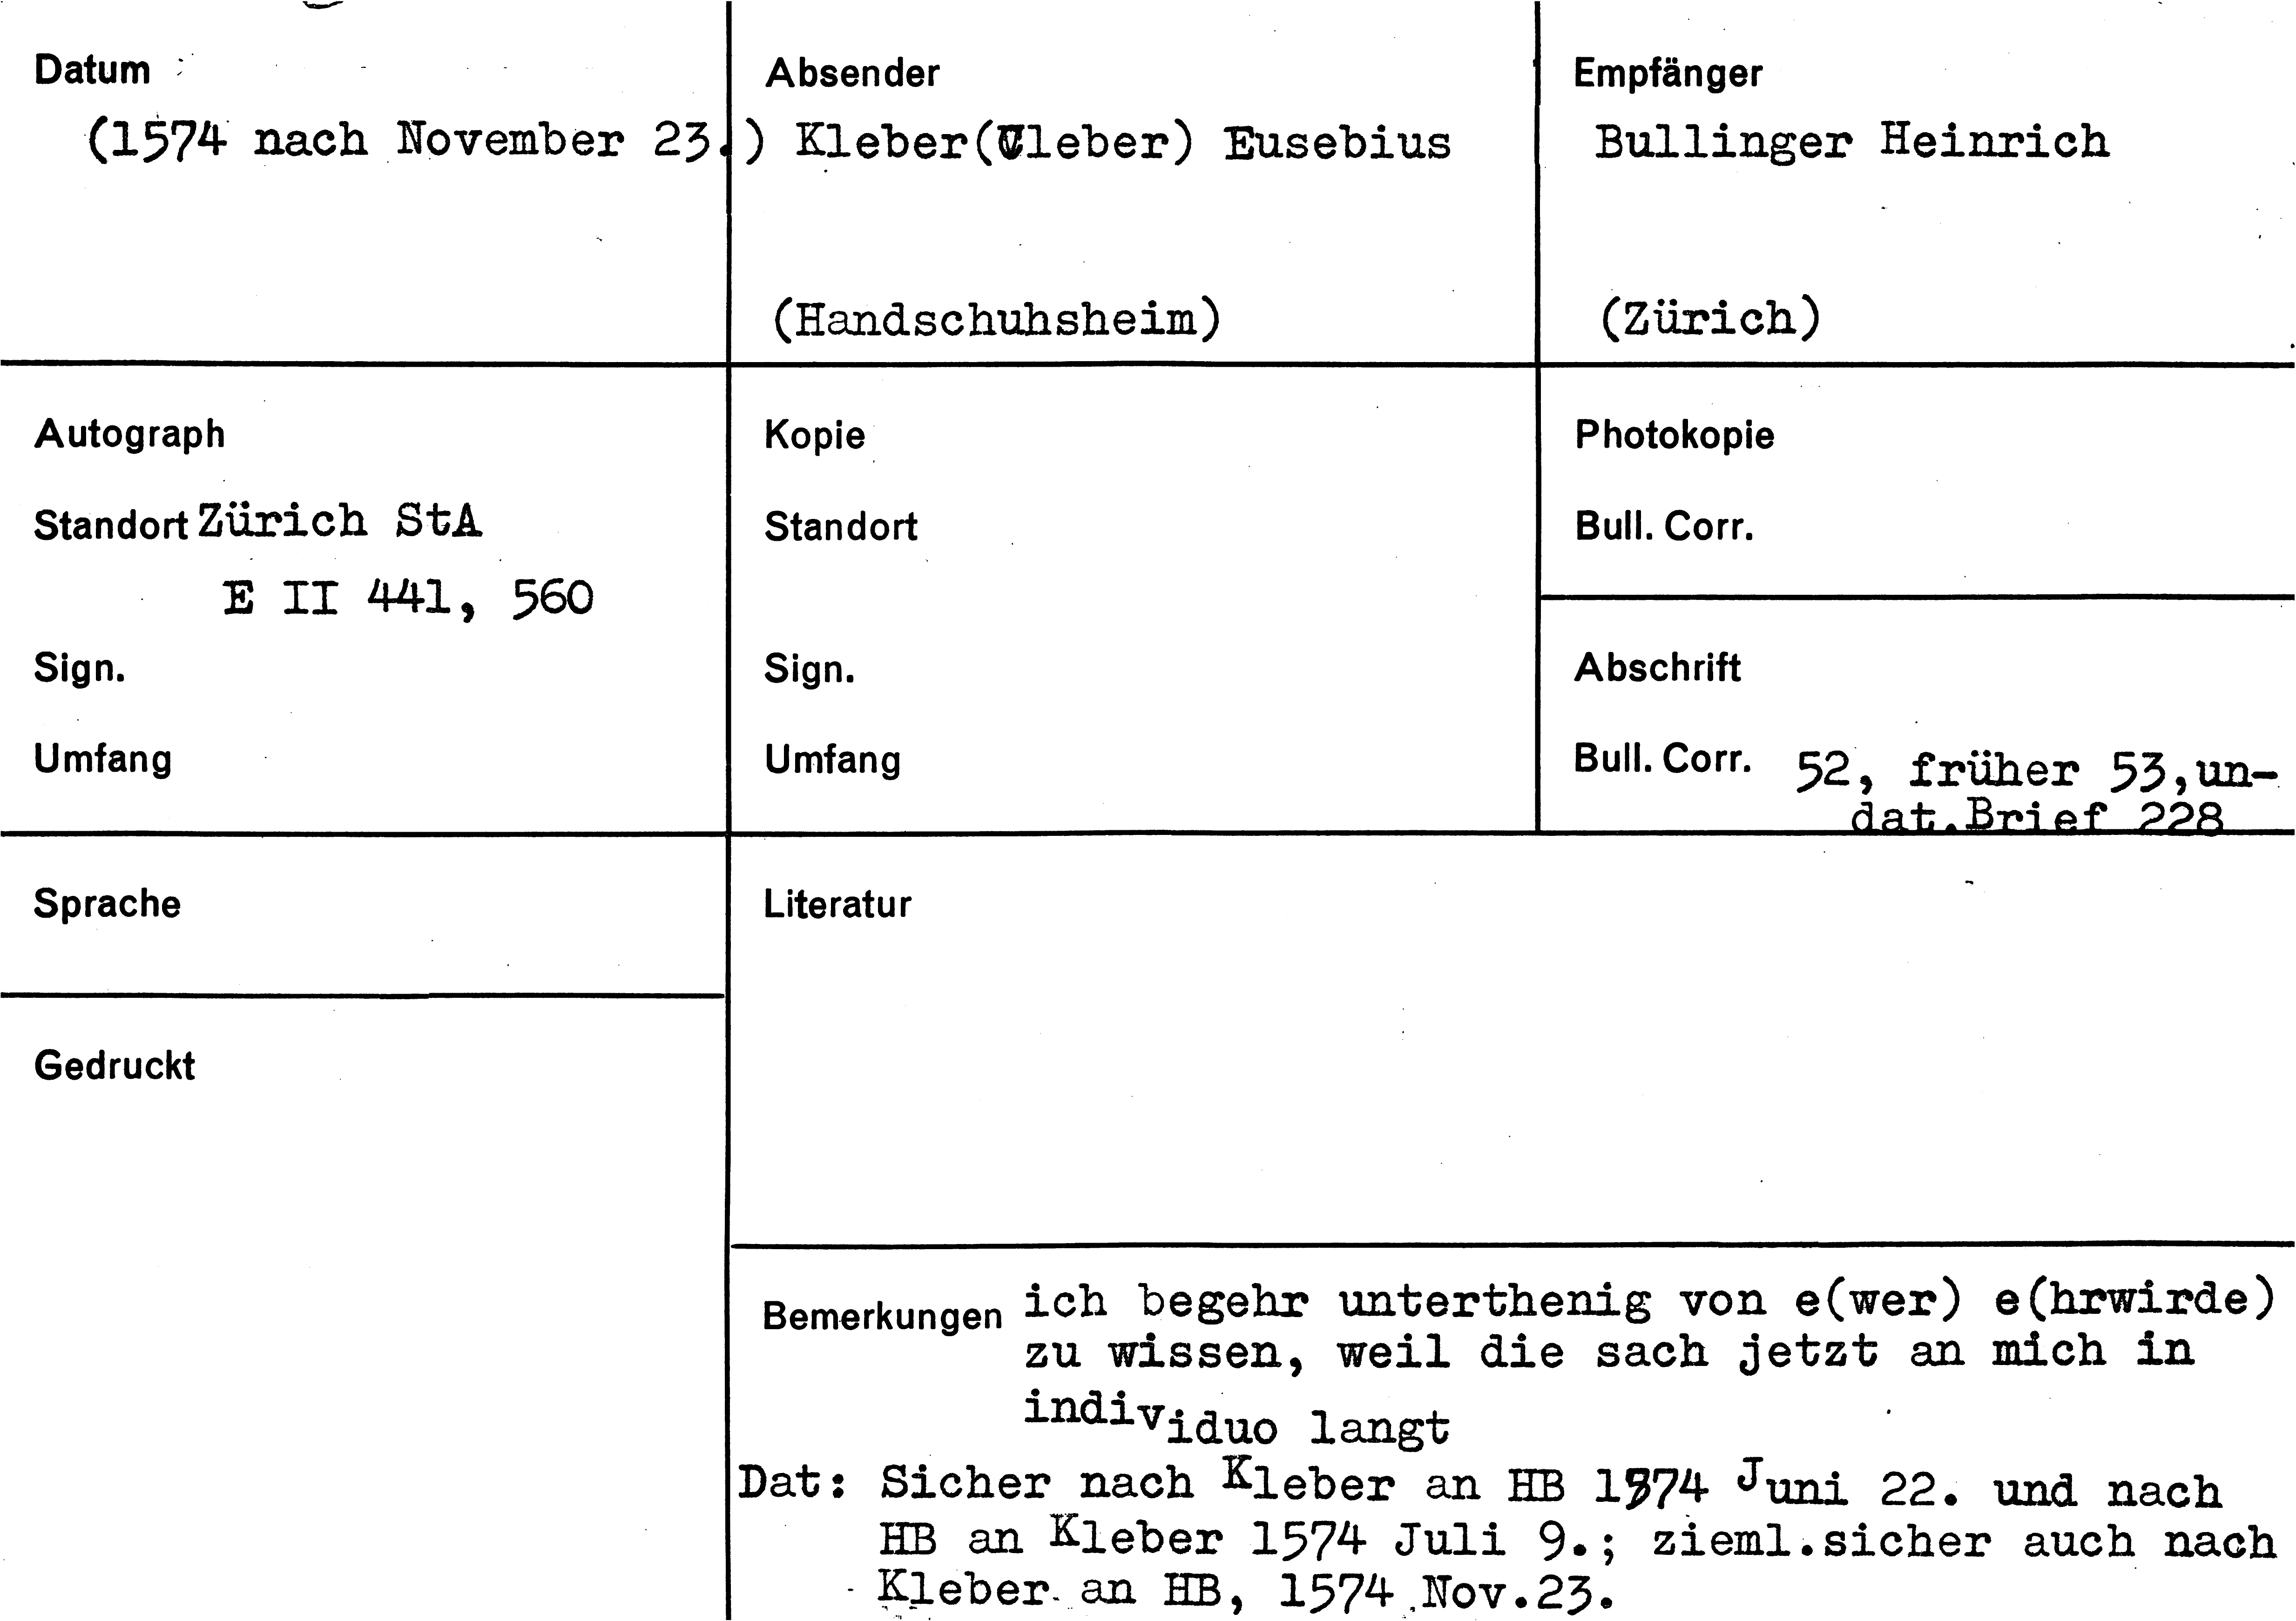 Datum
(1574 nach November 23.)
Absender
Kleber(Cleber) Eusebius
(Handschuhsheim)
Empfänger
Bullinger Heinrich
(Zürich)
Autograph
Standort Zürich StA
E II 441, 560
Sign.
Umfang
Kopie
Standort
Sign.
Umfang
Photokopie
Bull. Corr.
Abschrift
Bull. Corr. 52, früher 53,un-
dat.Brief 228
Sprache
Gedruckt
Literatur
Bemerkungen ich begehr unterthenig von e(wer) e(hrwirde)
zu wissen, weil die sach jetzt an mich in
individuo langt
Dat: Sicher nach Kleber an HB 1574 Juni 22. und nach
HB an Kleber 1574 Juli 9.; zieml.sicher auch nach
Kleber an HB, 1574 Nov.23.